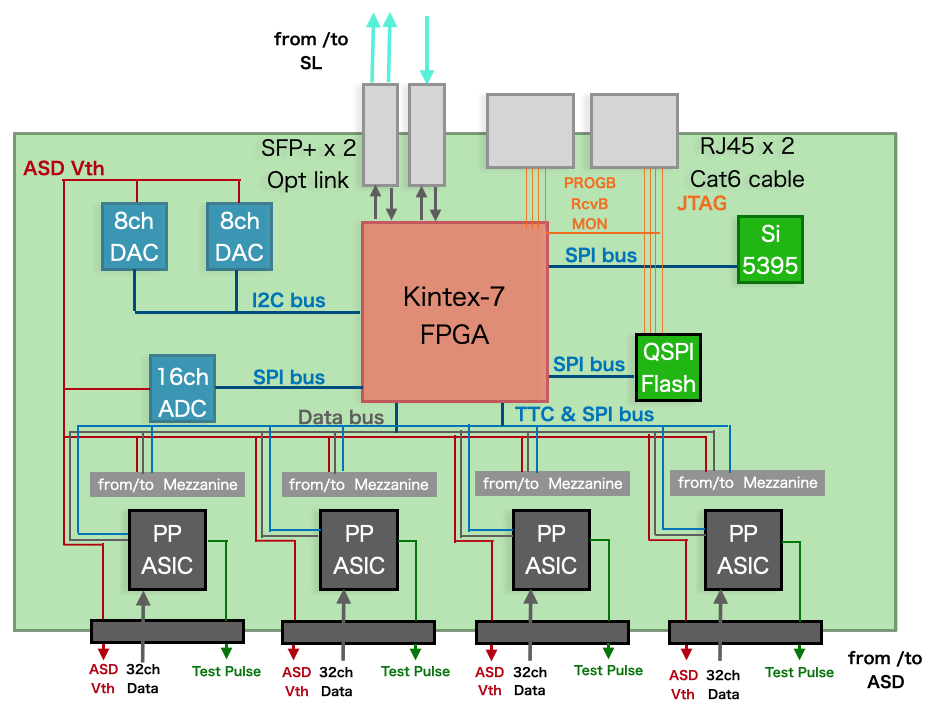 from /to
SL
SFP+ x 2
Opt link
RJ45 x 2
Cat6 cable
ASD Vth
PROGB
RcvB
MON
JTAG
8ch
DAC
8ch
DAC
Si
5395
SPI bus
I2C bus
Kintex-7
FPGA
QSPI
Flash
SPI bus
16ch
ADC
SPI bus
Data bus
TTC & SPI bus
from/to Mezzanine
from/to Mezzanine
from/to Mezzanine
from/to Mezzanine
PP
ASIC
PP
ASIC
PP
ASIC
PP
ASIC
ASD
Vth
32ch
Data
Test Pulse
ASD
Vth
32ch
Data
Test Pulse
ASD
Vth
32ch
Data
Test Pulse
ASD
Vth
32ch
Data
Test Pulse
from /to
ASD